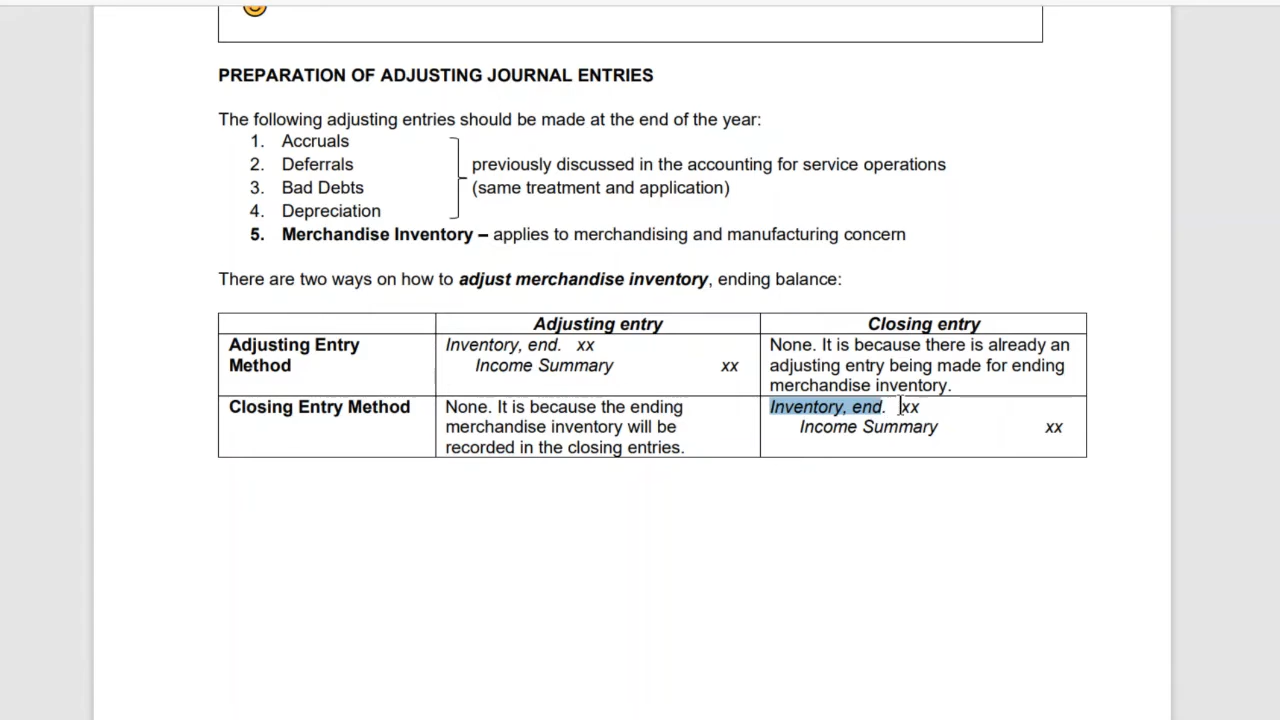 PREPARATION OF ADJUSTING JOURNAL ENTRIES
The following adjusting entries should be made at the end of the year:
1. Accruals
2. Deferrals
3. Bad Debts
4. Depreciation
previously discussed in the accounting for service operations
(same treatment and application)
5. Merchandise Inventory – applies to merchandising and manufacturing concern
There are two ways on how to adjust merchandise inventory, ending balance:
Adjusting entry
Closing entry
Adjusting Entry
Method
Inventory, end. xx
Income Summary xx
None. It is because there is already an
adjusting entry being made for ending
merchandise inventory.
Closing Entry Method
None. It is because the ending
merchandise inventory will be
recorded in the closing entries.
Inventory, end. xx
Income Summary xx